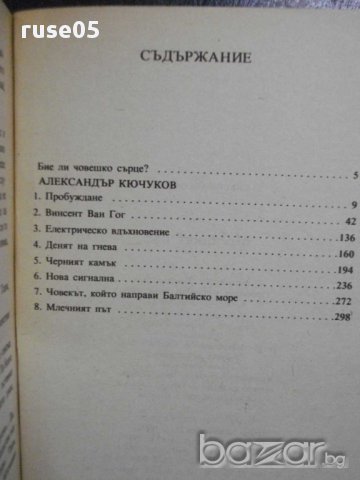 ruse05
СЪДЪРЖАНИЕ
Бие ли човешко сърце? 5
АЛЕКСАНДЪР КЮЧУКОВ
1. Пробуждане 9
2. Винсент Ван Гог 42
3. Електрическо вдъхновение 136
4. Денят на гнева 160
5. Черният камък 194
6. Нова сигнална 236
7. Човекът, който направи Балтийско море 272
8. Млечният път 298
bazar.bg